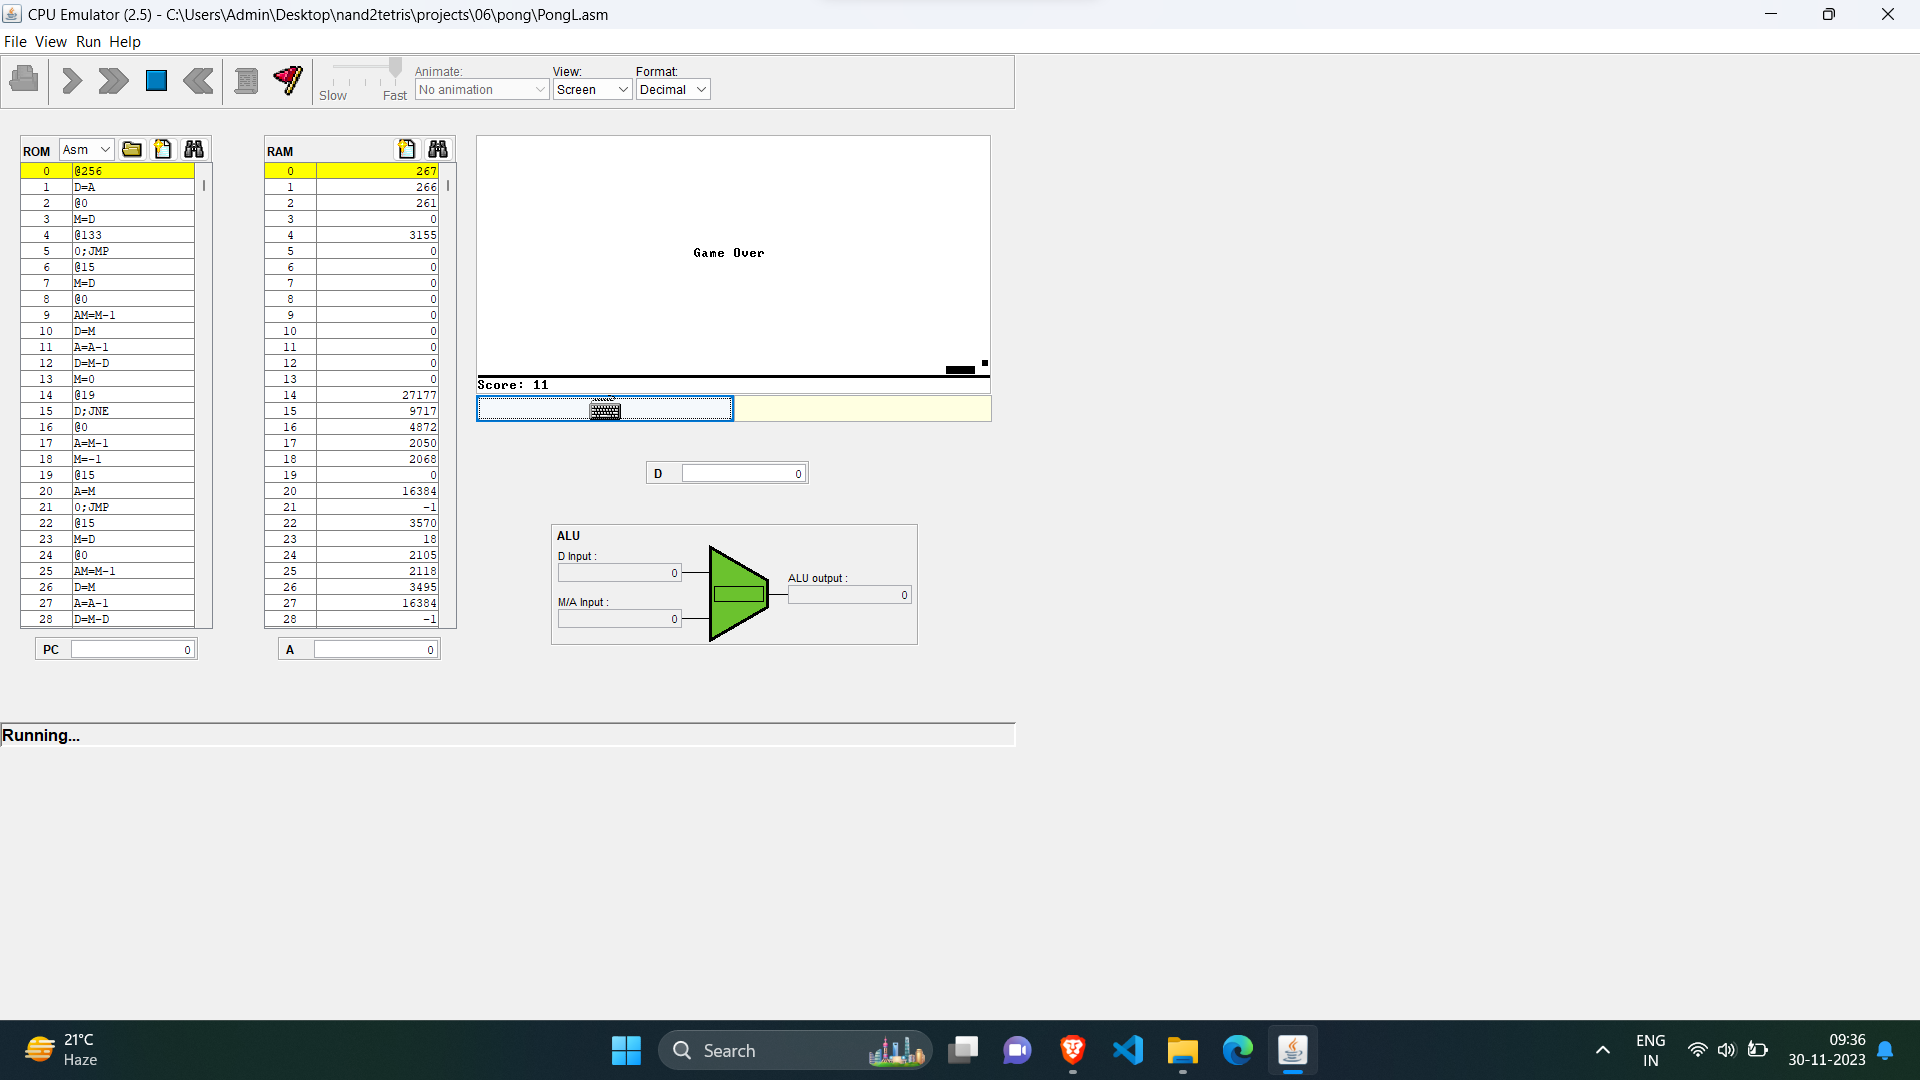 CPU Emulator (2.5) - C:\Users\Admin\Desktop\nand2tetris\projects\06\pong\PongL.asm
File View Run Help
Slow Fast
Animate:
No animation
View:
Screen
Format:
Decimal
ROM Asm
0 @256
1 D=A
2 @0
3 M=D
4 @133
5 0;JMP
6 @15
7 M=D
8 @0
9 AM=M-1
10 D=M
11 A=A-1
12 D=M-D
13 M=0
14 @19
15 D;JNE
16 @0
17 A=M-1
18 M=-1
19 @15
20 A=M
21 0;JMP
22 @15
23 M=D
24 @0
25 AM=M-1
26 D=M
27 A=A-1
28 D=M-D
PC 0
RAM
0 267
1 266
2 261
3 0
4 3155
5 0
6 0
7 0
8 0
9 0
10 0
11 0
12 0
13 0
14 27177
15 9717
16 4872
17 2050
18 2068
19 0
20 16384
21 -1
22 3570
23 18
24 2105
25 2118
26 3495
27 16384
28 -1
A 0
Game Over
Score: 11
D 0
ALU
D Input :
0
M/A Input :
0
ALU output :
0
Running...
21°C
Haze
Search
ENG
IN
09:36
30-11-2023